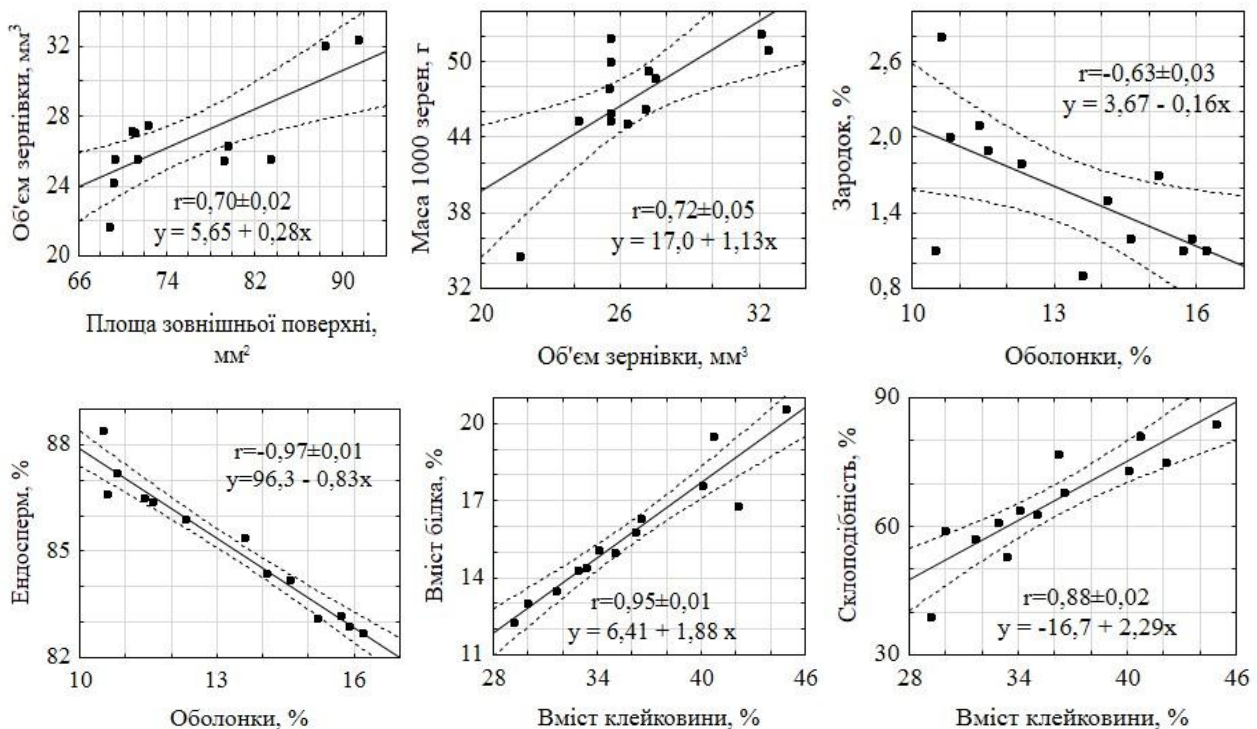 Об'єм зернівки, мм³
32
28
24
20
r=0,70±0,02
y = 5,65 + 0,28x
66 74 82 90
Площа зовнішньої поверхні,
мм²
Маса 1000 зерен, г
50
44
38
32
r=0,72±0,05
y = 17,0 + 1,13x
20 26 32
Об'єм зернівки, мм³
Зародок, %
2,6
2,0
1,4
0,8
r=-0,63±0,03
y = 3,67 - 0,16x
10 13 16
Оболонки, %
Ендосперм, %
88
85
82
r=-0,97±0,01
y=96,3 - 0,83x
10 13 16
Оболонки, %
Вміст білка, %
20
17
14
11
r=0,95±0,01
y = 6,41 + 1,88 x
28 34 40 46
Вміст клейковини, %
Склоподібність, %
90
60
30
r=0,88±0,02
y = -16,7 + 2,29x
28 34 40 46
Вміст клейковини, %